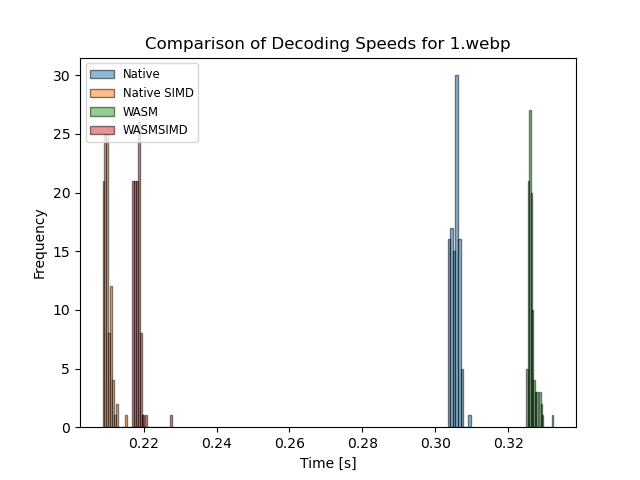 Comparison of Decoding Speeds for 1.webp
30
25
20
15
10
5
0
Frequency
Native
Native SIMD
WASM
WASMSIMD
0.22
0.24
0.26
0.28
0.30
0.32
Time [s]